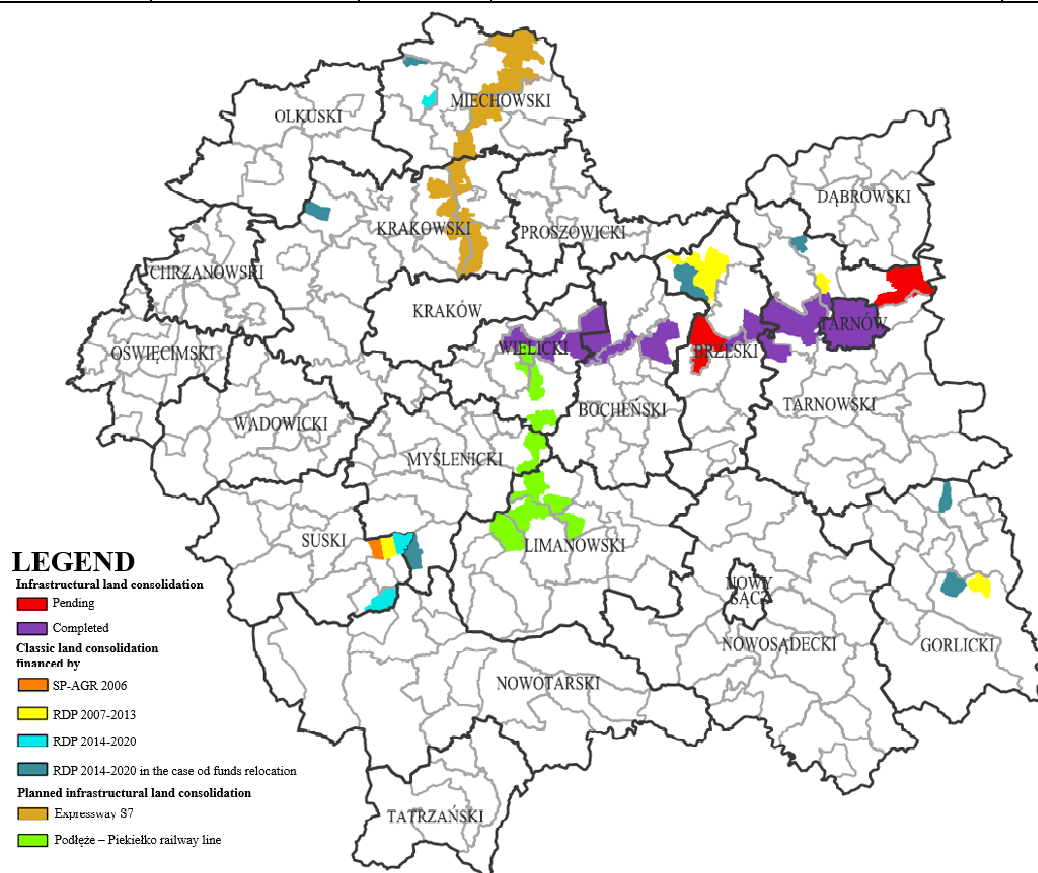 MIECHOWSKI
OLKUSKI
DĄBROWSKI
KRAKOWSKI
PROSZOWICKI
CHRZANOWSKI
KRAKÓW
TARNÓW
OŚWIĘCIMSKI
WIELICKI
BRZESKI
WADOWICKI
BOCHEŃSKI
TARNOWSKI
MYŚLENICKI
SUSKI
LIMANOWSKI
NOWY
SĄCZ
NOWOSĄDECKI
GORLICKI
NOWOTARSKI
TATRZAŃSKI
LEGEND
Infrastructural land consolidation
Pending
Completed
Classic land consolidation
financed by
SP-AGR 2006
RDP 2007-2013
RDP 2014-2020
RDP 2014-2020 in the case od funds relocation
Planned infrastructural land consolidation
Expressway S7
Podłęże – Piekiełko railway line